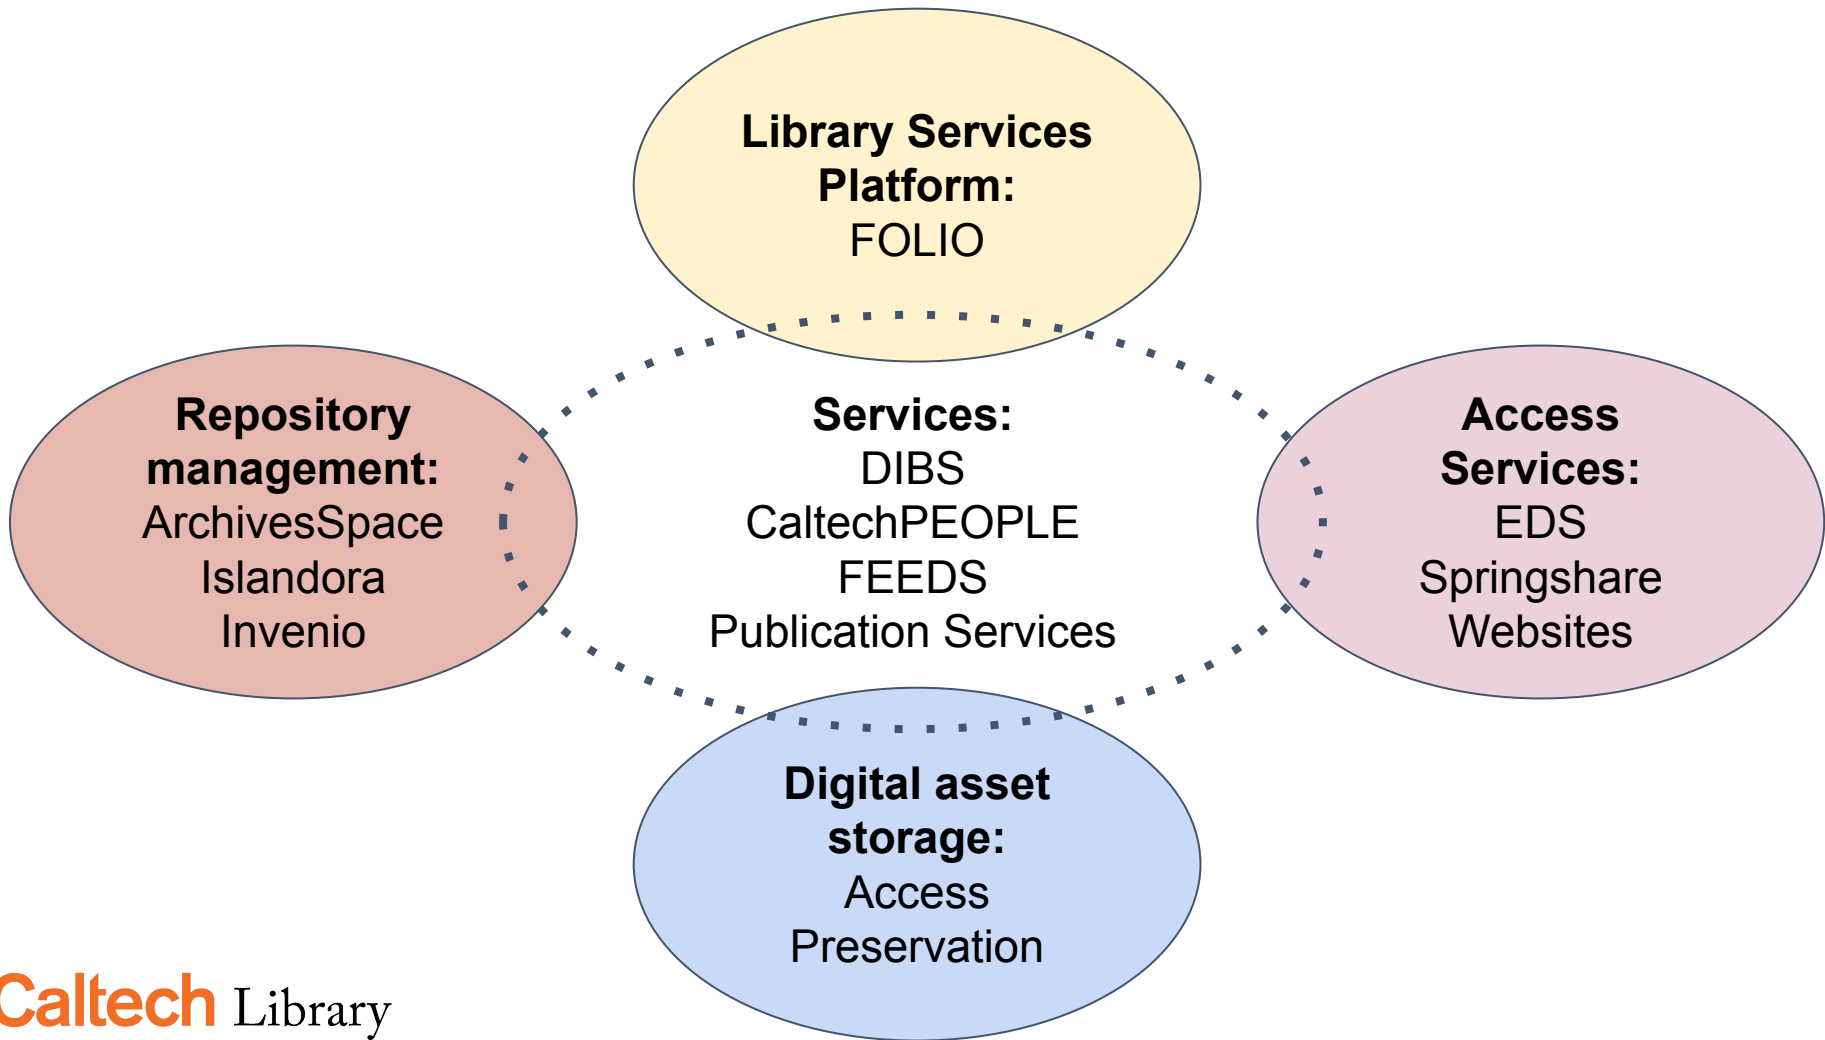 Library Services
Platform:
FOLIO
Repository
management:
ArchivesSpace
Islandora
Invenio
Services:
DIBS
CaltechPEOPLE
FEEDS
Publication Services
Access
Services:
EDS
Springshare
Websites
Digital asset
storage:
Access
Preservation
Caltech Library